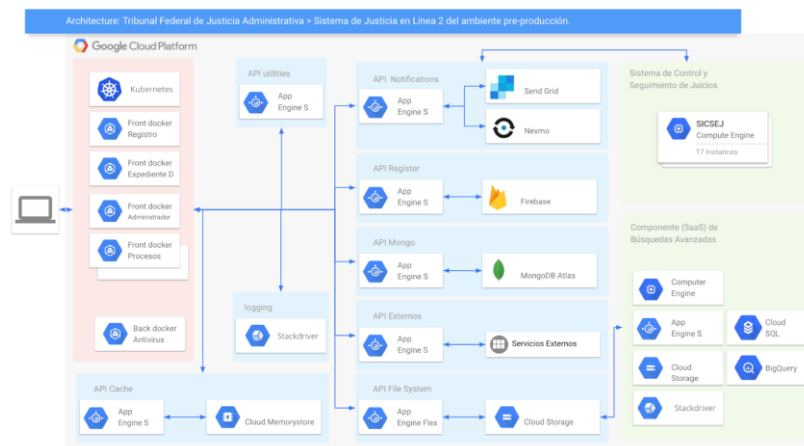 Architecture: Tribunal Federal de Justicia Administrativa > Sistema de Justicia en Línea 2 del ambiente pre-producción.
Google Cloud Platform
Kubernetes
Front docker
Registro
Front docker
Expediente D
Front docker
Administrador
Front docker
Procesos
Back docker
Antivirus
API utilities
App
Engine S
logging
Stackdriver
API Cache
App
Engine S
Cloud Memorystore
API Notifications
App
Engine S
Send Grid
Nexmo
API Register
App
Engine S
Firebase
API Mongo
App
Engine S
MongoDB Atlas
API Externos
App
Engine S
Servicios Externos
API File System
App
Engine Flex
Cloud Storage
Sistema de Control y
Seguimiento de Juicios
SICSEJ
Compute Engine
17 Instances
Componente (SaaS) de
Búsquedas Avanzadas
Computer
Engine
App
Engine S
Cloud
SQL
Cloud
Storage
BigQuery
Stackdriver